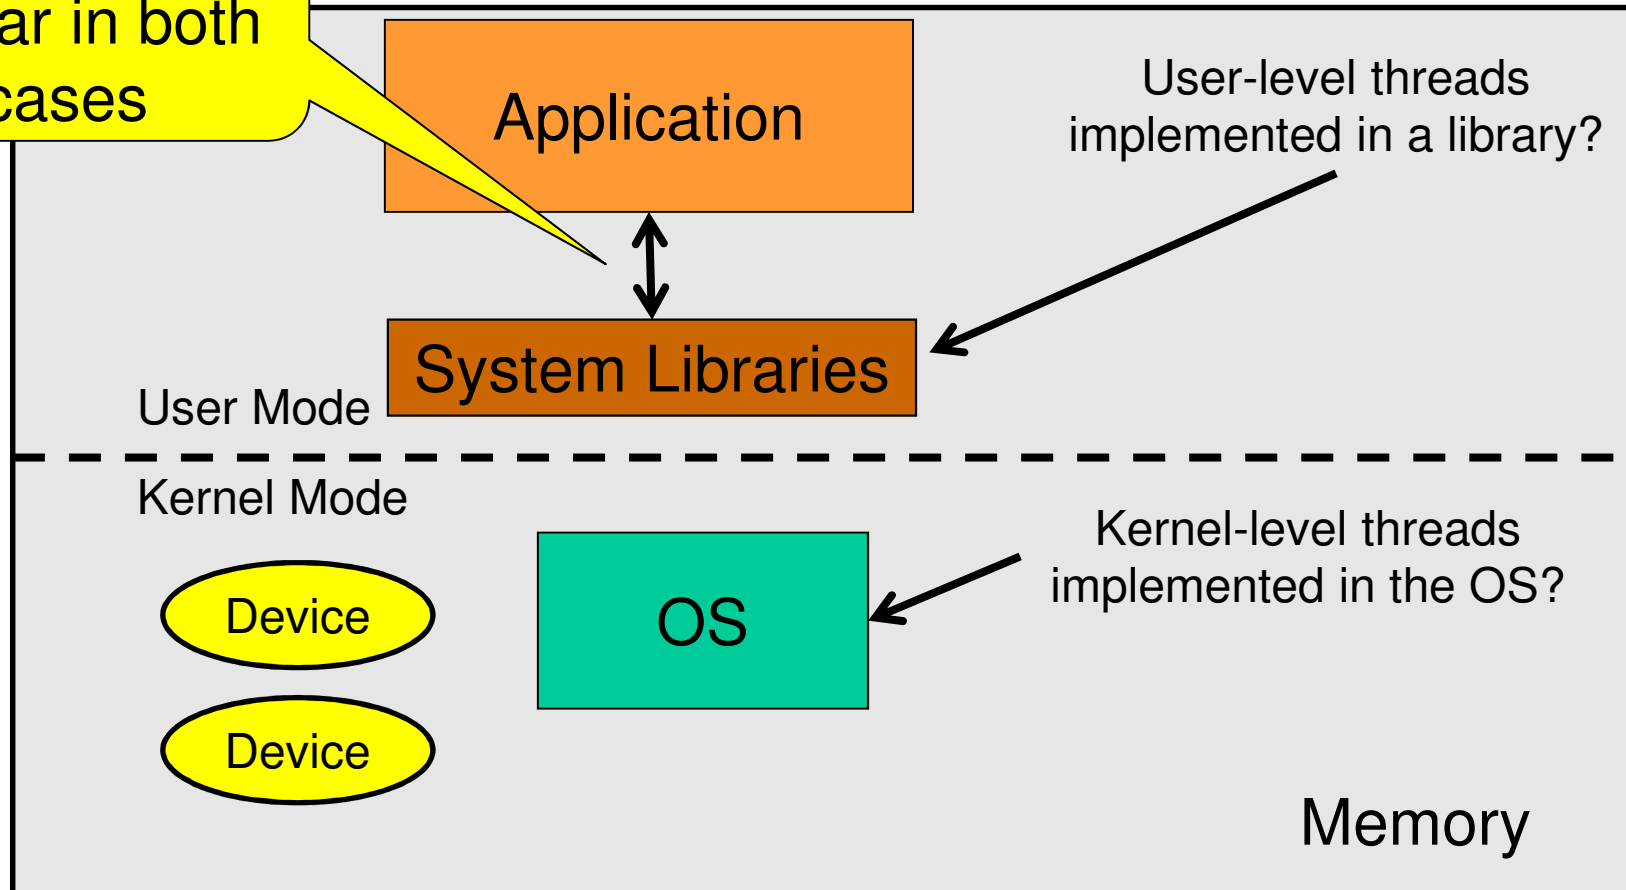 ar in both
cases
Application
User-level threads
implemented in a library?
System Libraries
User Mode
Kernel Mode
Kernel-level threads
implemented in the OS?
Device
OS
Device
Memory